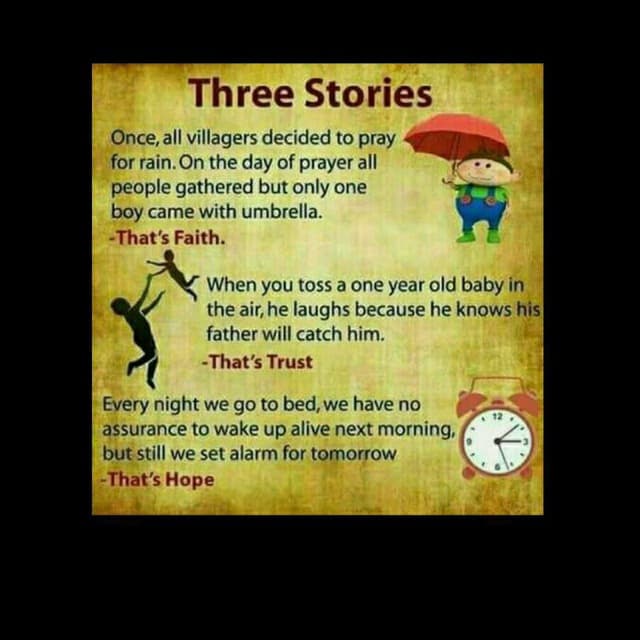 Three Stories
Once, all villagers decided to pray
for rain. On the day of prayer all
people gathered but only one
boy came with umbrella.
-That's Faith.
When you toss a one year old baby in
the air, he laughs because he knows his
father will catch him.
-That's Trust
Every night we go to bed, we have no
assurance to wake up alive next morning,
but still we set alarm for tomorrow
-That's Hope
12
9
3
6